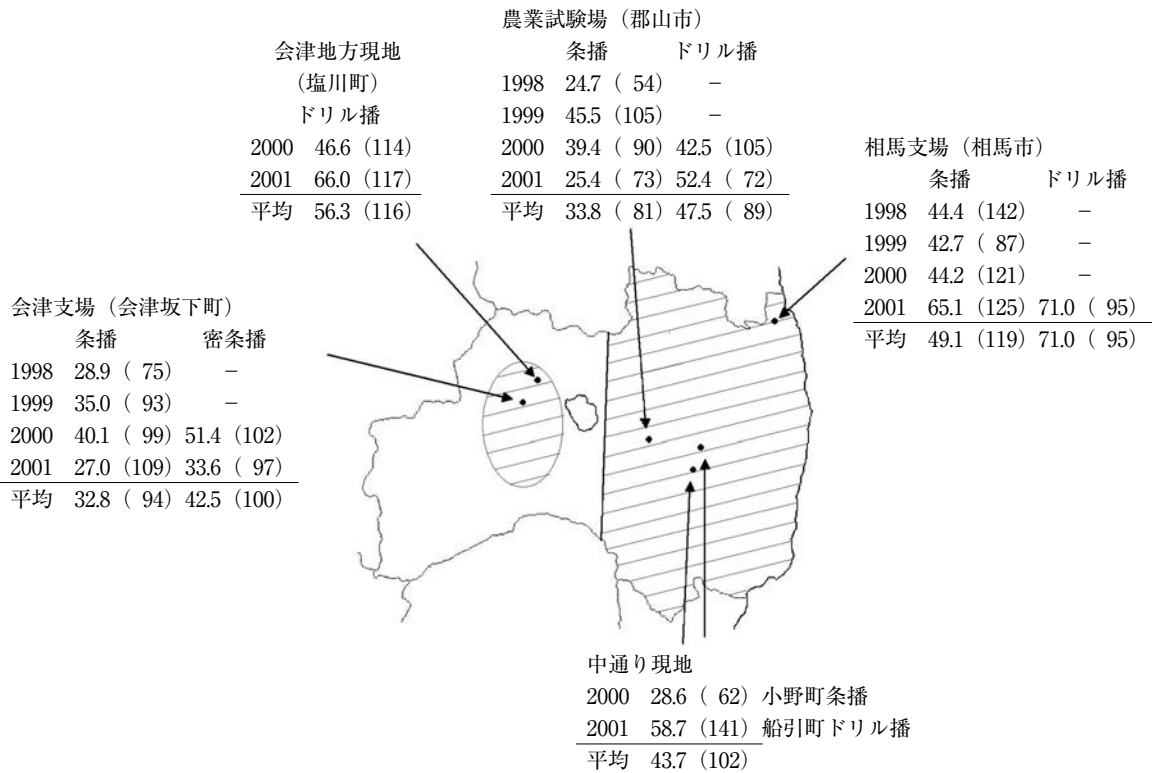 農業試験場（郡山市）
条播 ドリル播
1998 24.7 ( 54) −
1999 45.5 (105) −
2000 39.4 ( 90) 42.5 (105)
2001 25.4 ( 73) 52.4 ( 72)
平均 33.8 ( 81) 47.5 ( 89)
会津地方現地
（塩川町）
ドリル播
2000 46.6 (114)
2001 66.0 (117)
平均 56.3 (116)
相馬支場（相馬市）
条播 ドリル播
1998 44.4 (142) −
1999 42.7 ( 87) −
2000 44.2 (121) −
2001 65.1 (125) 71.0 ( 95)
平均 49.1 (119) 71.0 ( 95)
会津支場（会津坂下町）
条播 密条播
1998 28.9 ( 75) −
1999 35.0 ( 93) −
2000 40.1 ( 99) 51.4 (102)
2001 27.0 (109) 33.6 ( 97)
平均 32.8 ( 94) 42.5 (100)
中通り現地
2000 28.6 ( 62) 小野町条播
2001 58.7 (141) 船引町ドリル播
平均 43.7 (102)